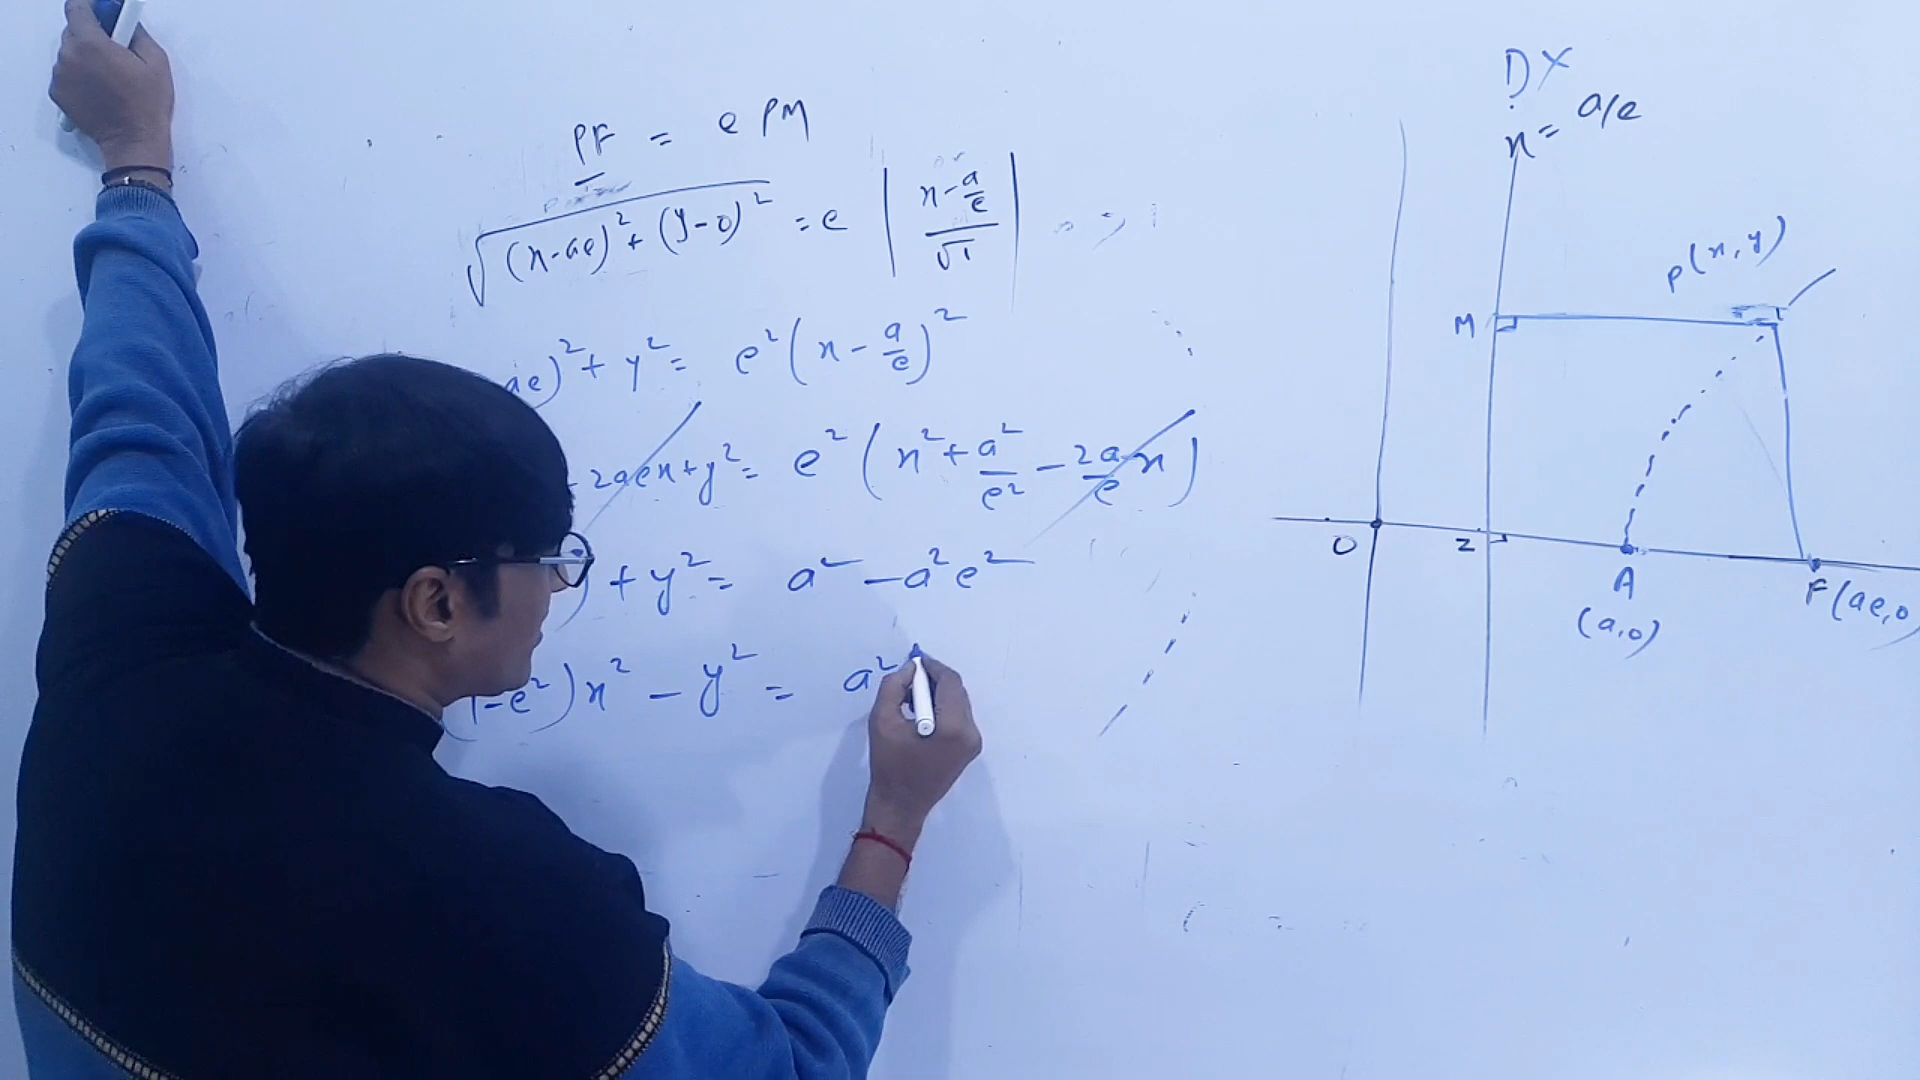 PF = e PM
√(x-ae)² + (y-0)² = e | x - a/e / √1 |
ae)² + y² = e² (x - a/e)²
- 2aex + y² = e² (x² + a²/e² - 2a/e x)
) + y² = a² - a²e²
(1-e²)x² - y² = a²
DX
x = a/e
P(x, y)
M
O
Z
A
(a,0)
F(ae,0)